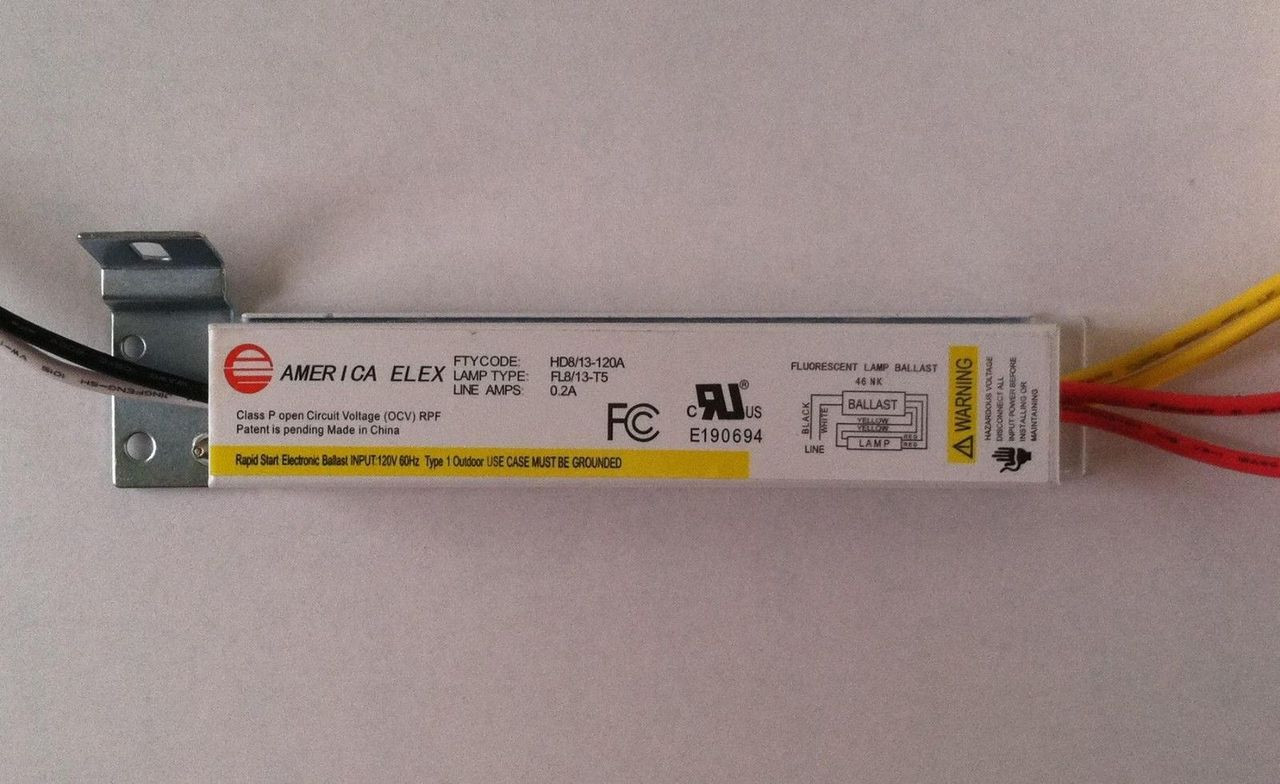 AMERICA ELEX
FTYCODE: HD8/13-120A
LAMP TYPE: FL8/13-T5
LINE AMPS: 0.2A
Class P open Circuit Voltage (OCV) RPF
Patent is pending Made in China
Rapid Start Electronic Ballast INPUT:120V 60Hz Type 1 Outdoor USE CASE MUST BE GROUNDED
FC
C RU® US
E190694
FLUORESCENT LAMP BALLAST
46 NK
BLACK
WHITE
LINE
BALLAST
YELLOW
YELLOW
RED
RED
LAMP
WARNING
HAZARDOUS VOLTAGE
DISCONNECT ALL
INPUT POWER BEFORE
INSTALLING OR
MAINTAINING